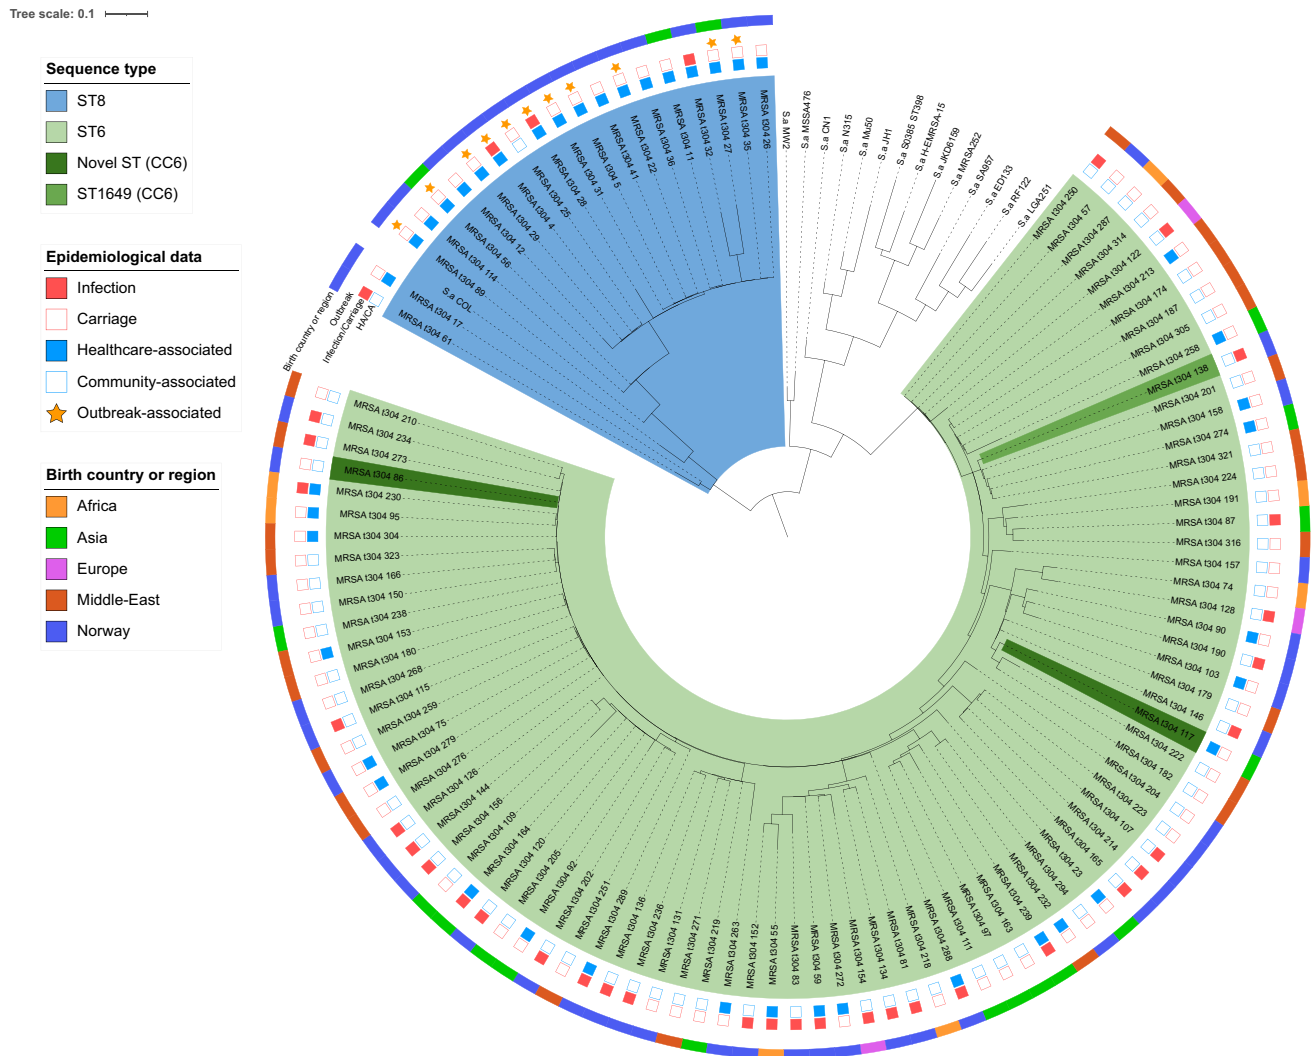 Tree scale: 0.1
Sequence type
ST8
ST6
Novel ST (CC6)
ST1649 (CC6)
Epidemiological data
Infection
Carriage
Healthcare-associated
Community-associated
Outbreak-associated
Birth country or region
Africa
Asia
Europe
Middle-East
Norway
Birth country or region
Outbreak
Infection/Carriage
HA/CA
MRSA t304 61
MRSA t304 17
S.a COL
MRSA t304 89
MRSA t304 114
MRSA t304 56
MRSA t304 12
MRSA t304 29
MRSA t304 4
MRSA t304 25
MRSA t304 26
MRSA t304 31
MRSA t304 5
MRSA t304 41
MRSA t304 22
MRSA t304 36
MRSA t304 11
MRSA t304 32
MRSA t304 27
MRSA t304 35
MRSA t304 26
S.a MW2
S.a MSSA476
S.a CN1
S.a N315
S.a Mu50
S.a JH1
S.a S0385 ST398
S.a H-EMRSA-15
S.a JKD6159
S.a MRSA252
S.a SA957
S.a ED133
S.a RF122
S.a LGA251
MRSA t304 250
MRSA t304 57
MRSA t304 287
MRSA t304 314
MRSA t304 122
MRSA t304 213
MRSA t304 174
MRSA t304 187
MRSA t304 305
MRSA t304 258
MRSA t304 138
MRSA t304 201
MRSA t304 158
MRSA t304 274
MRSA t304 321
MRSA t304 224
MRSA t304 191
MRSA t304 87
MRSA t304 316
MRSA t304 157
MRSA t304 74
MRSA t304 128
MRSA t304 90
MRSA t304 190
MRSA t304 103
MRSA t304 179
MRSA t304 146
MRSA t304 117
MRSA t304 222
MRSA t304 182
MRSA t304 204
MRSA t304 223
MRSA t304 107
MRSA t304 214
MRSA t304 165
MRSA t304 23
MRSA t304 294
MRSA t304 232
MRSA t304 239
MRSA t304 163
MRSA t304 97
MRSA t304 111
MRSA t304 288
MRSA t304 218
MRSA t304 81
MRSA t304 134
MRSA t304 154
MRSA t304 272
MRSA t304 59
MRSA t304 83
MRSA t304 55
MRSA t304 152
MRSA t304 263
MRSA t304 219
MRSA t304 271
MRSA t304 131
MRSA t304 236
MRSA t304 136
MRSA t304 289
MRSA t304 251
MRSA t304 202
MRSA t304 92
MRSA t304 205
MRSA t304 120
MRSA t304 164
MRSA t304 109
MRSA t304 156
MRSA t304 144
MRSA t304 126
MRSA t304 276
MRSA t304 279
MRSA t304 75
MRSA t304 259
MRSA t304 115
MRSA t304 268
MRSA t304 180
MRSA t304 153
MRSA t304 238
MRSA t304 150
MRSA t304 166
MRSA t304 323
MRSA t304 304
MRSA t304 95
MRSA t304 230
MRSA t304 86
MRSA t304 273
MRSA t304 234
MRSA t304 210